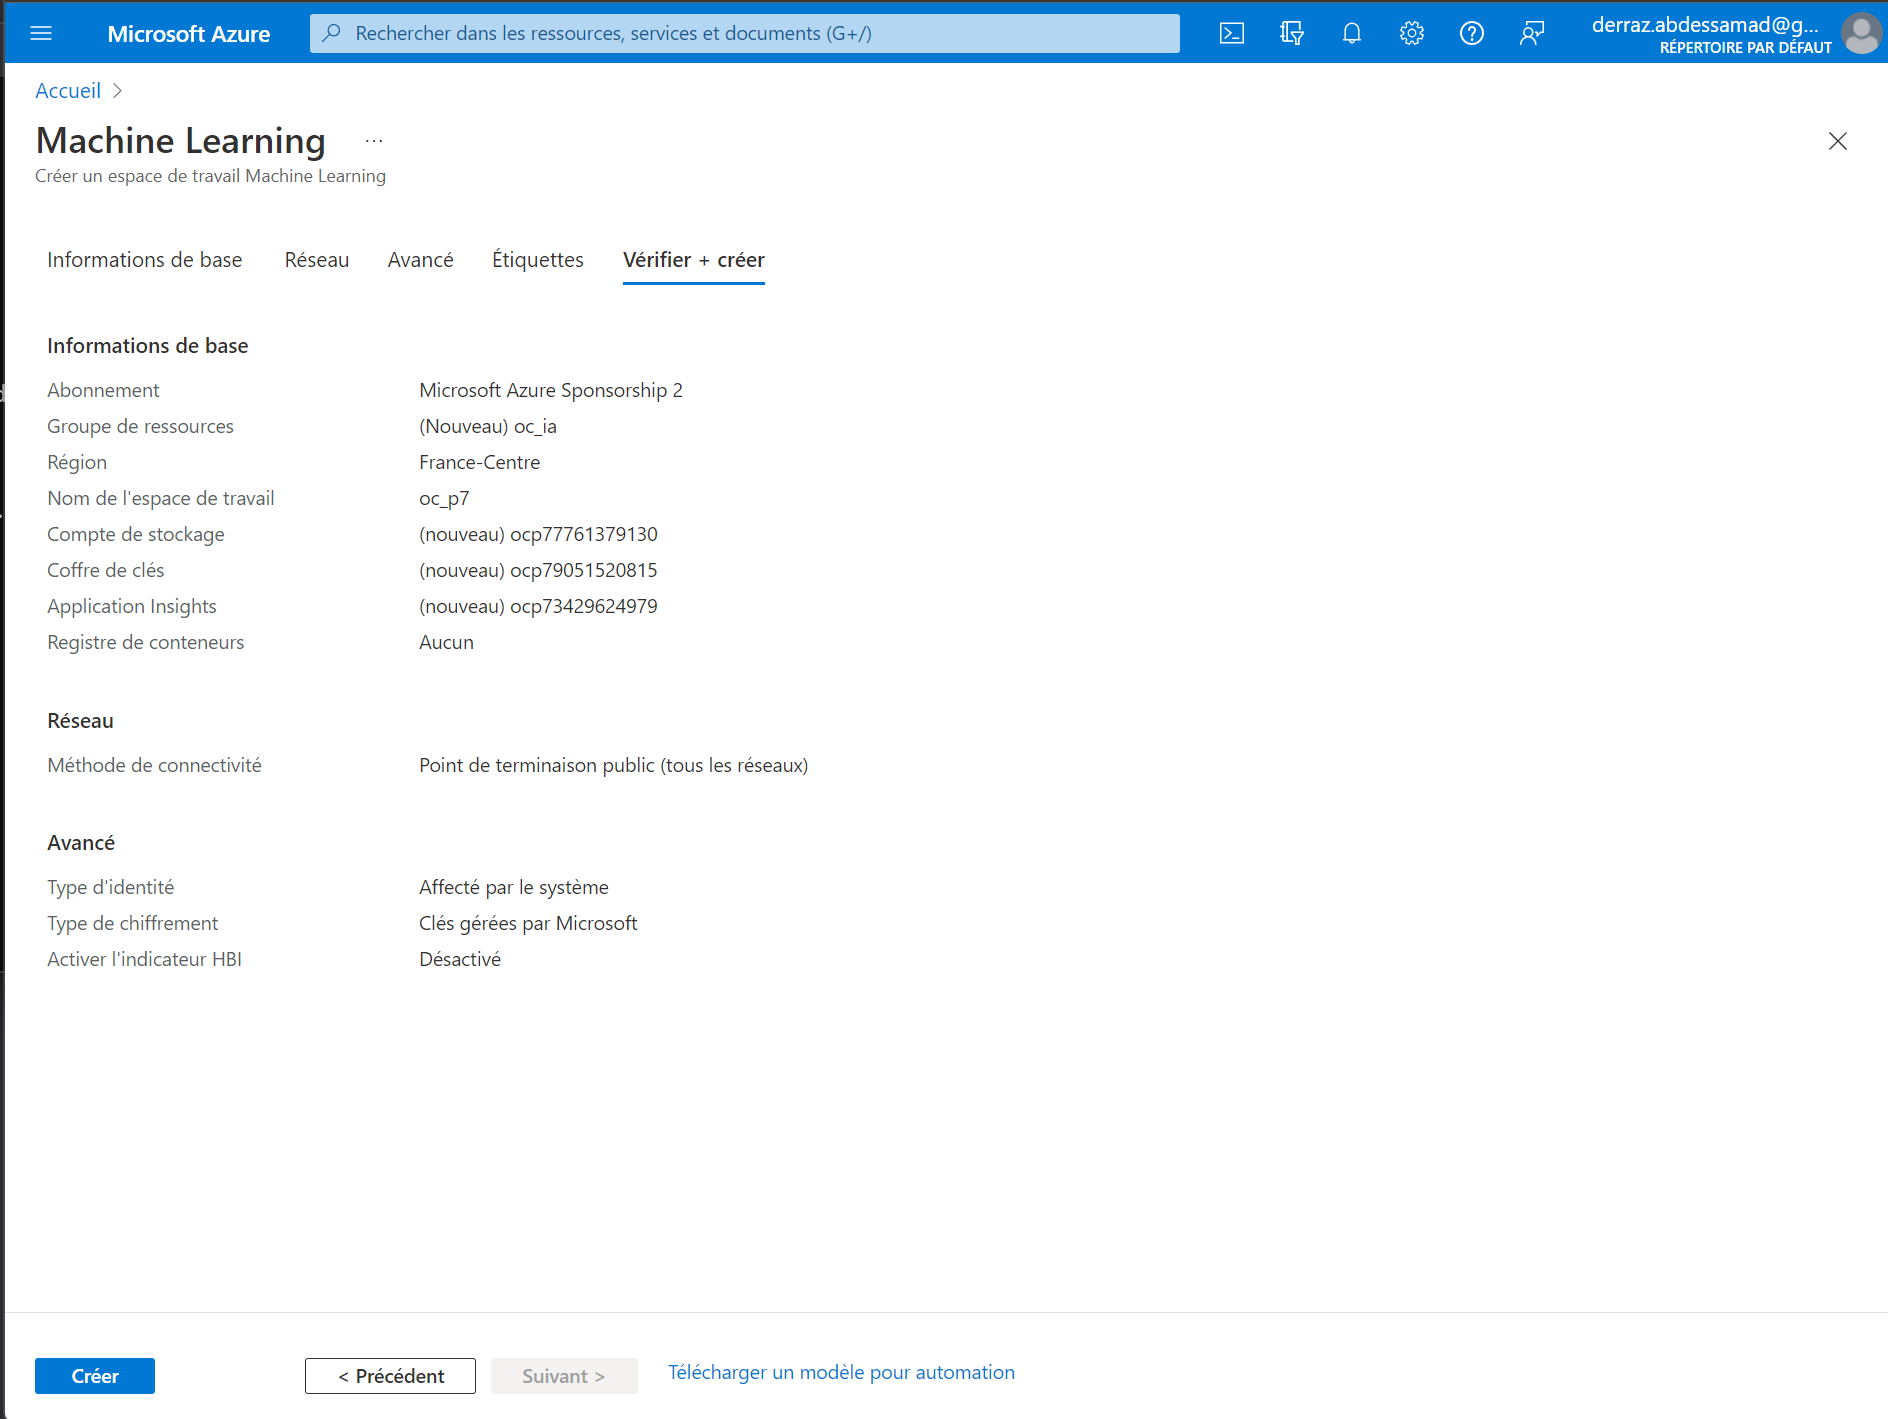 Microsoft Azure
Rechercher dans les ressources, services et documents (G+/)
derraz.abdessamad@g...
RÉPERTOIRE PAR DÉFAUT
Accueil >
Machine Learning ...
Créer un espace de travail Machine Learning
Informations de base Réseau Avancé Étiquettes Vérifier + créer
Informations de base
Abonnement Microsoft Azure Sponsorship 2
Groupe de ressources (Nouveau) oc_ia
Région France-Centre
Nom de l'espace de travail oc_p7
Compte de stockage (nouveau) ocp77761379130
Coffre de clés (nouveau) ocp79051520815
Application Insights (nouveau) ocp73429624979
Registre de conteneurs Aucun
Réseau
Méthode de connectivité Point de terminaison public (tous les réseaux)
Avancé
Type d'identité Affecté par le système
Type de chiffrement Clés gérées par Microsoft
Activer l'indicateur HBI Désactivé
Créer < Précédent Suivant > Télécharger un modèle pour automation